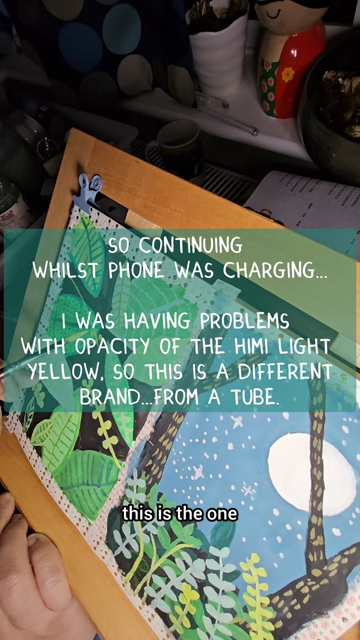 SO CONTINUING
WHILST PHONE WAS CHARGING...
I WAS HAVING PROBLEMS
WITH OPACITY OF THE HIMI LIGHT
YELLOW, SO THIS IS A DIFFERENT
BRAND...FROM A TUBE.
this is the one